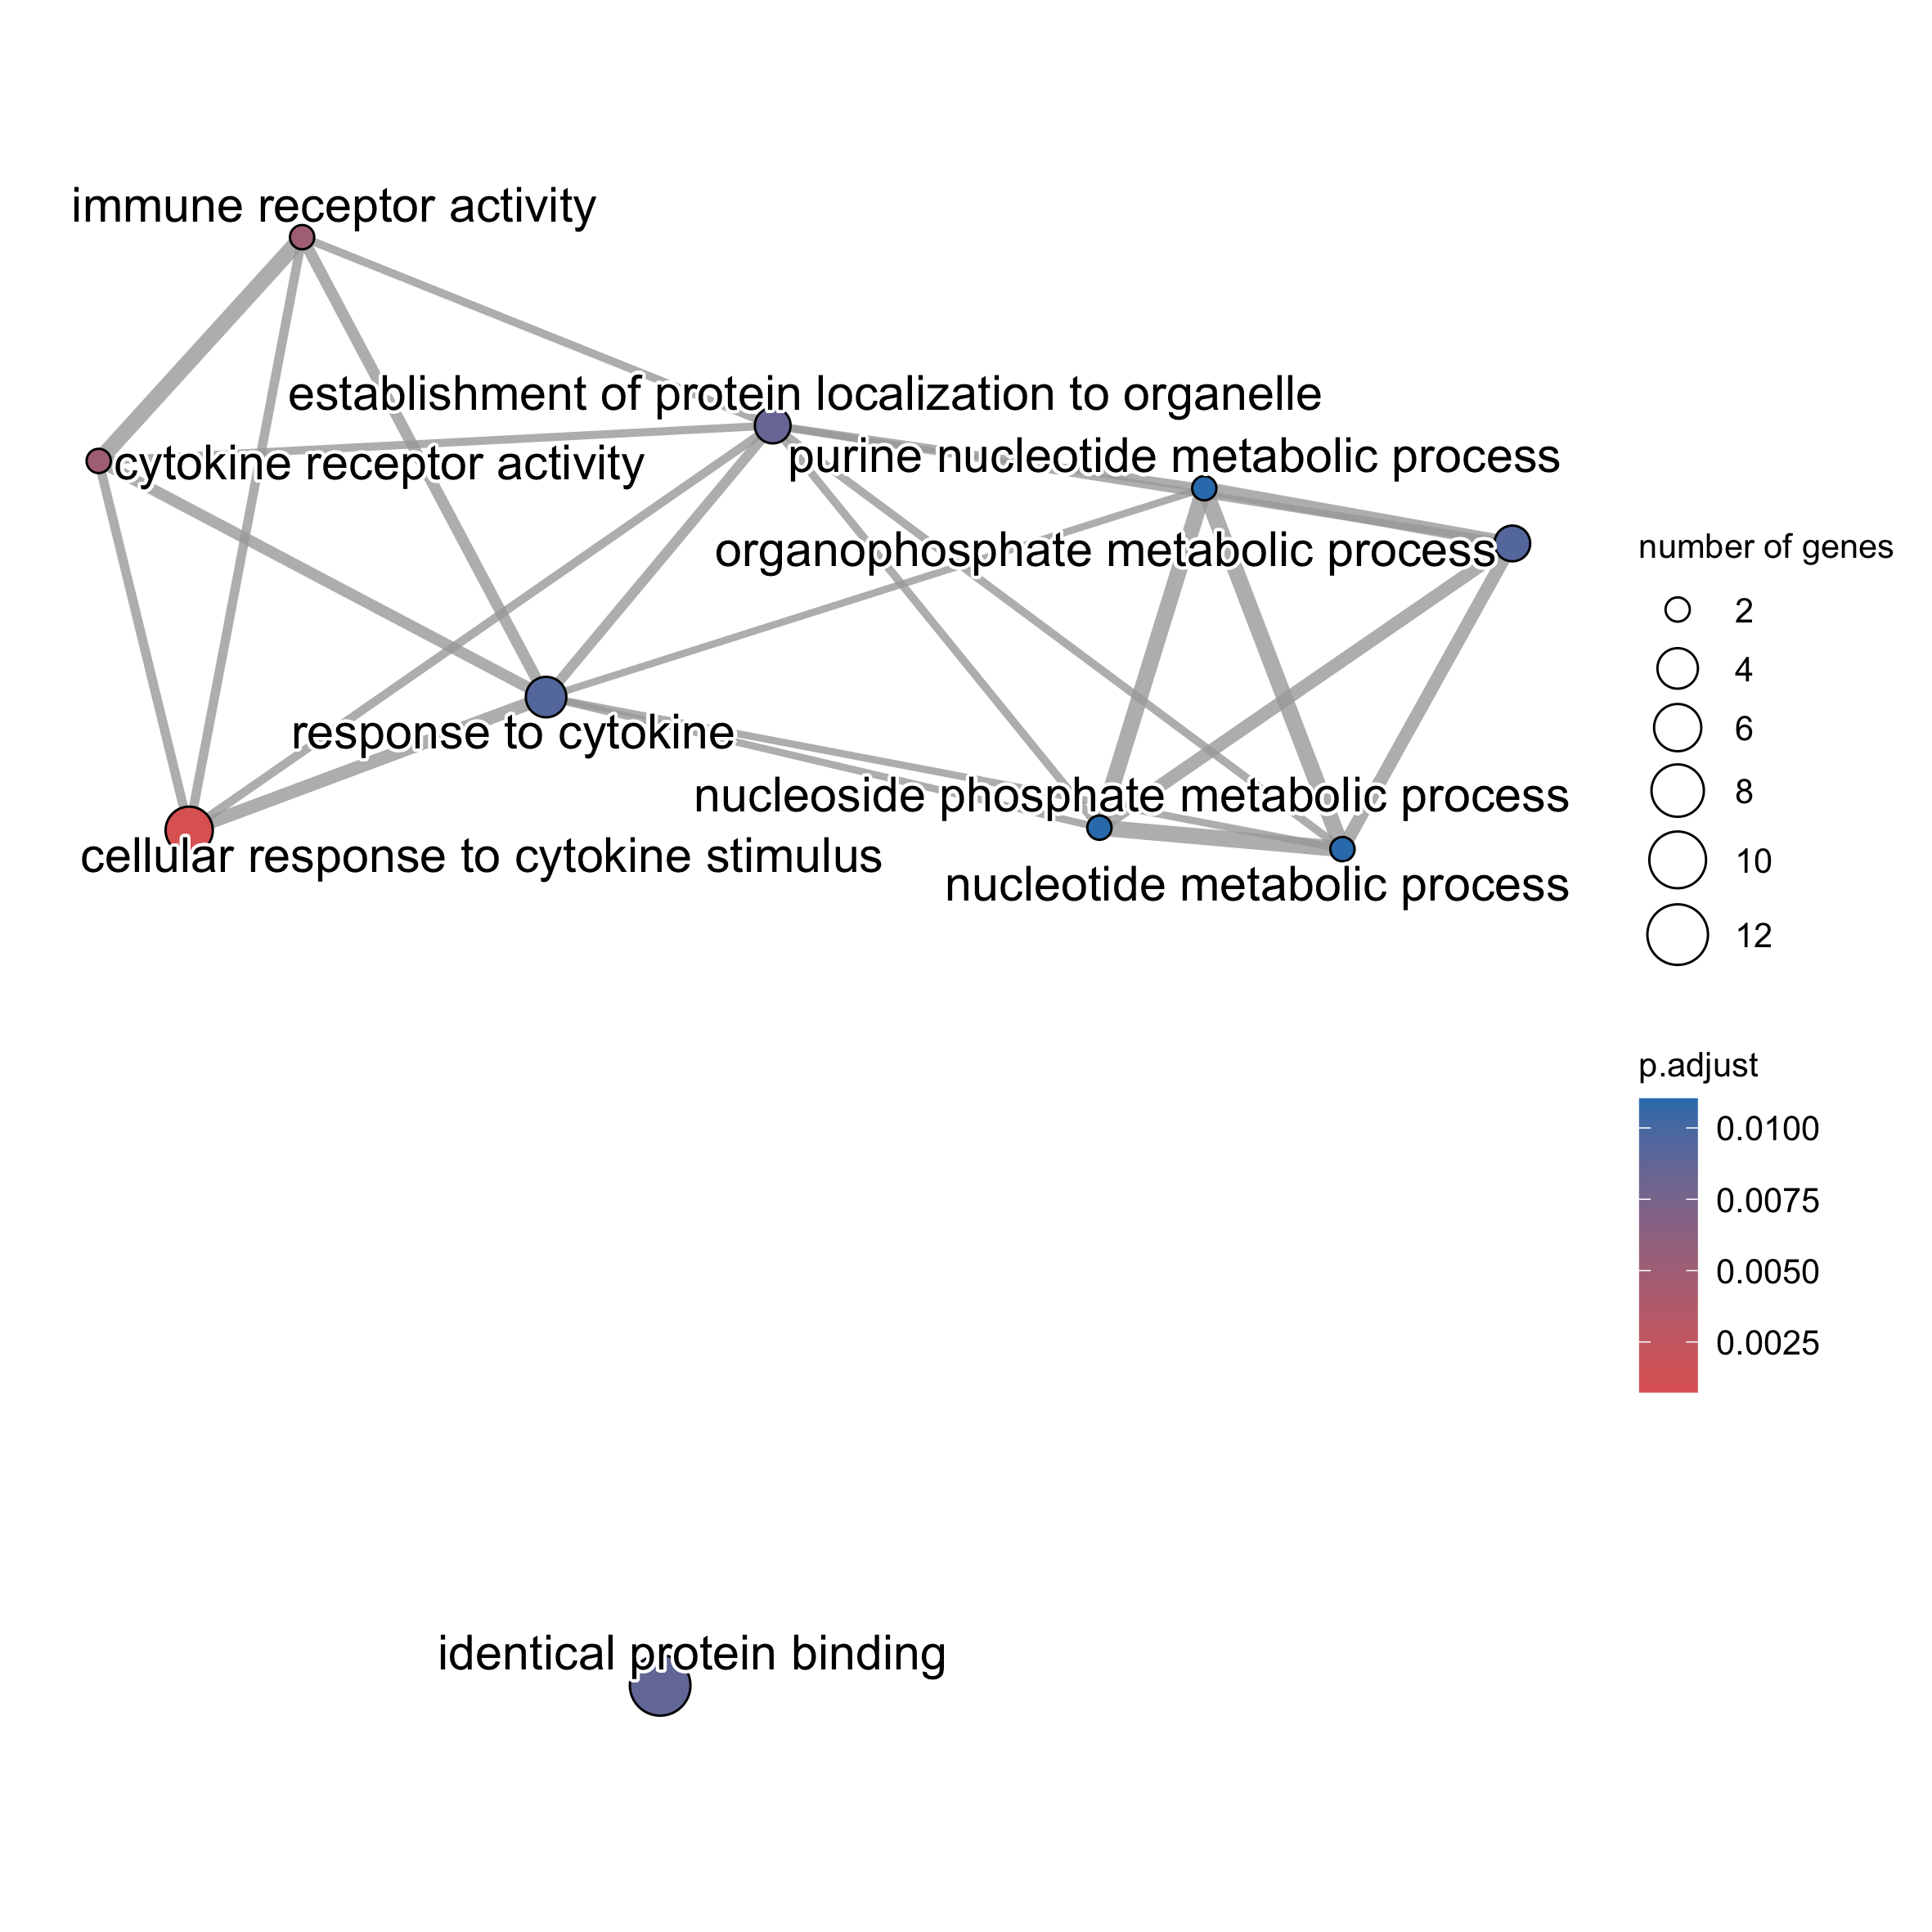 immune receptor activity
establishment of protein localization to organelle
purine nucleotide metabolic process
cytokine receptor activity
organophosphate metabolic process
response to cytokine
nucleoside phosphate metabolic process
cellular response to cytokine stimulus
nucleotide metabolic process
identical protein binding
number of genes
2
4
6
8
10
12
p.adjust
0.0100
0.0075
0.0050
0.0025